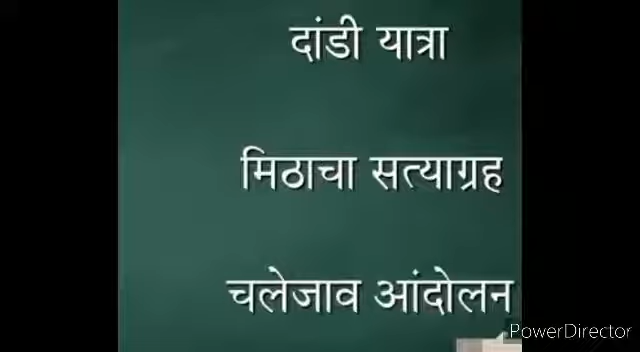 दांडी यात्रा
मिठाचा सत्याग्रह
चलेजाव आंदोलन
PowerDirector